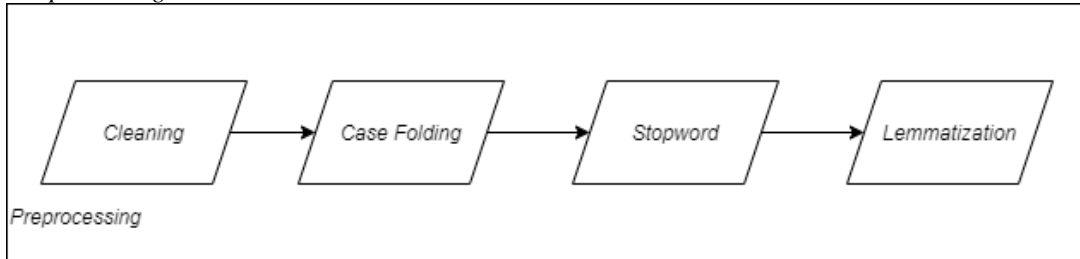 Cleaning
Case Folding
Stopword
Lemmatization
Preprocessing